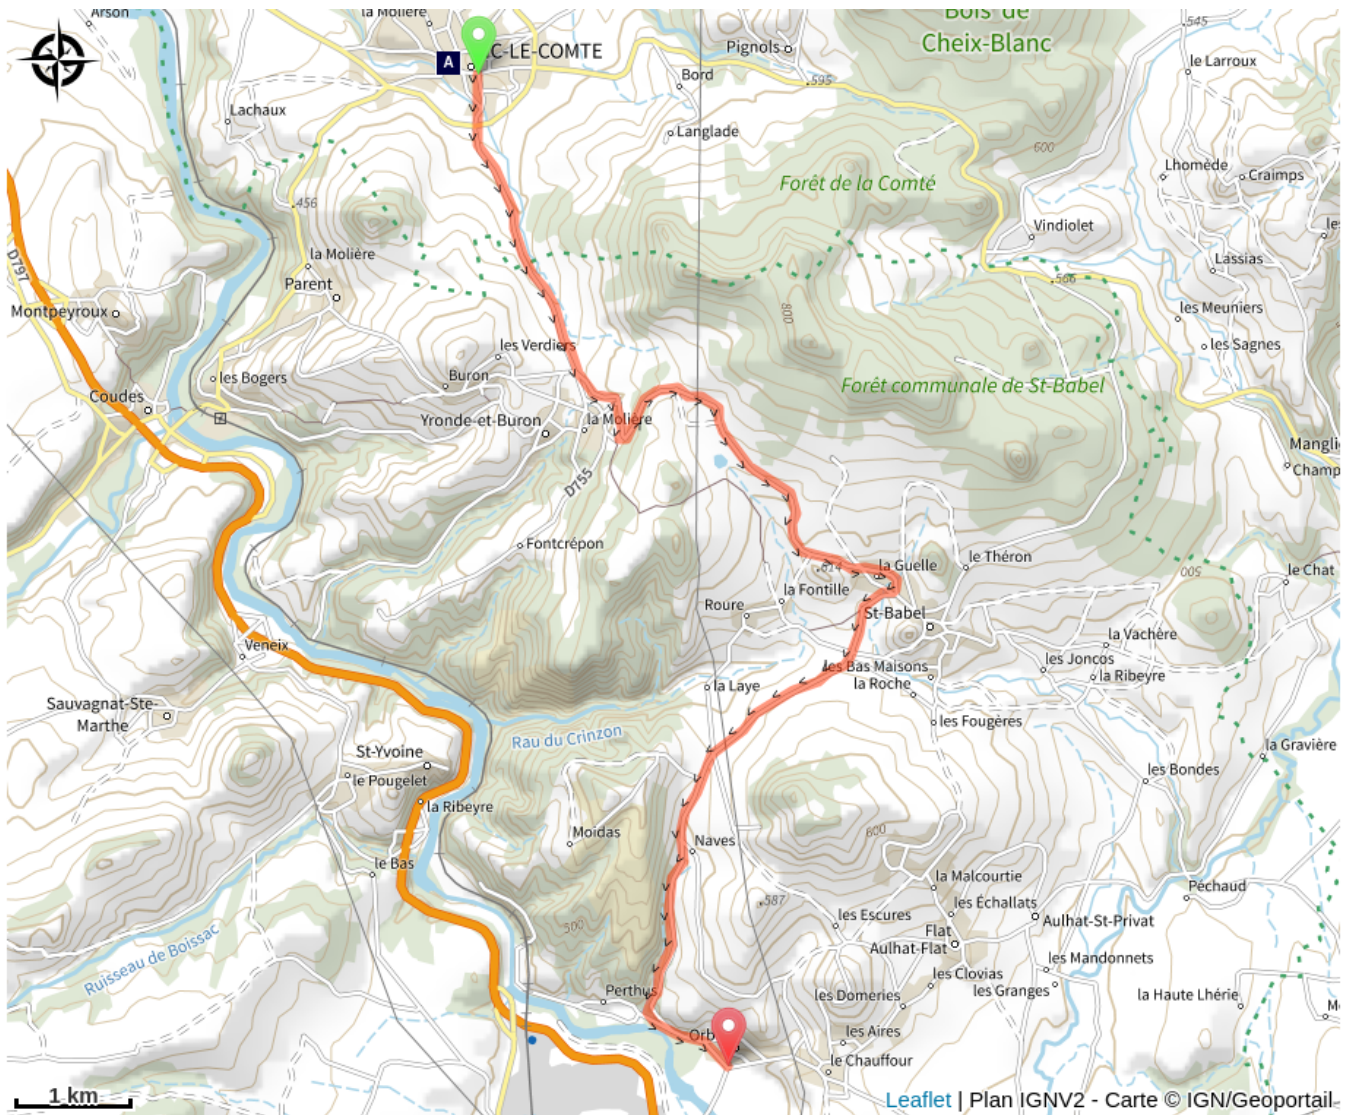 Arson
la Molière
A
C-LE-COMTE
Pignols
Bois de
Cheix-Blanc
.545
le Larroux
Bord
.595
Lachaux
Langlade
600
Lhomède
Craimps
Forêt de la Comté
.456
Vindiolet
les
D797
la Molière
Lassias
Parent
.566
Montpeyroux
800
les Meuniers
les Verdiers
les Sagnes
les Bogers
Buron
Forêt communale de St-Babel
Coudes
Yronde-et-Buron
la Molière
Mangli
Champ
D755
Fontcrépon
la Guelle
le Théron
.614
le Chat
500
la Fontille
Roure
St-Babel
Veneix
la Vachère
les Bas Maisons
les Joncos
la Roche
la Ribeyre
la Laye
Sauvagnat-Ste-
Marthe
les Fougères
Rau du Crinzon
St-Yvoine
la Gravière
le Pougelet
les Bondes
la Ribeyre
Moidas
600
Naves
le Bas
la Malcourtie
Péchaud
.587
les Échallats
les Escures
Aulhat-St-Privat
500
Flat
Aulhat-Flat
Ruisseau de Boissac
les Mandonnets
les Clovias
Perthus
les Domeries
les Granges
la Haute Lhérie
M
Orb
les Aires
le Chauffour
1 km
Leaflet | Plan IGNV2 - Carte © IGN/Geoportail